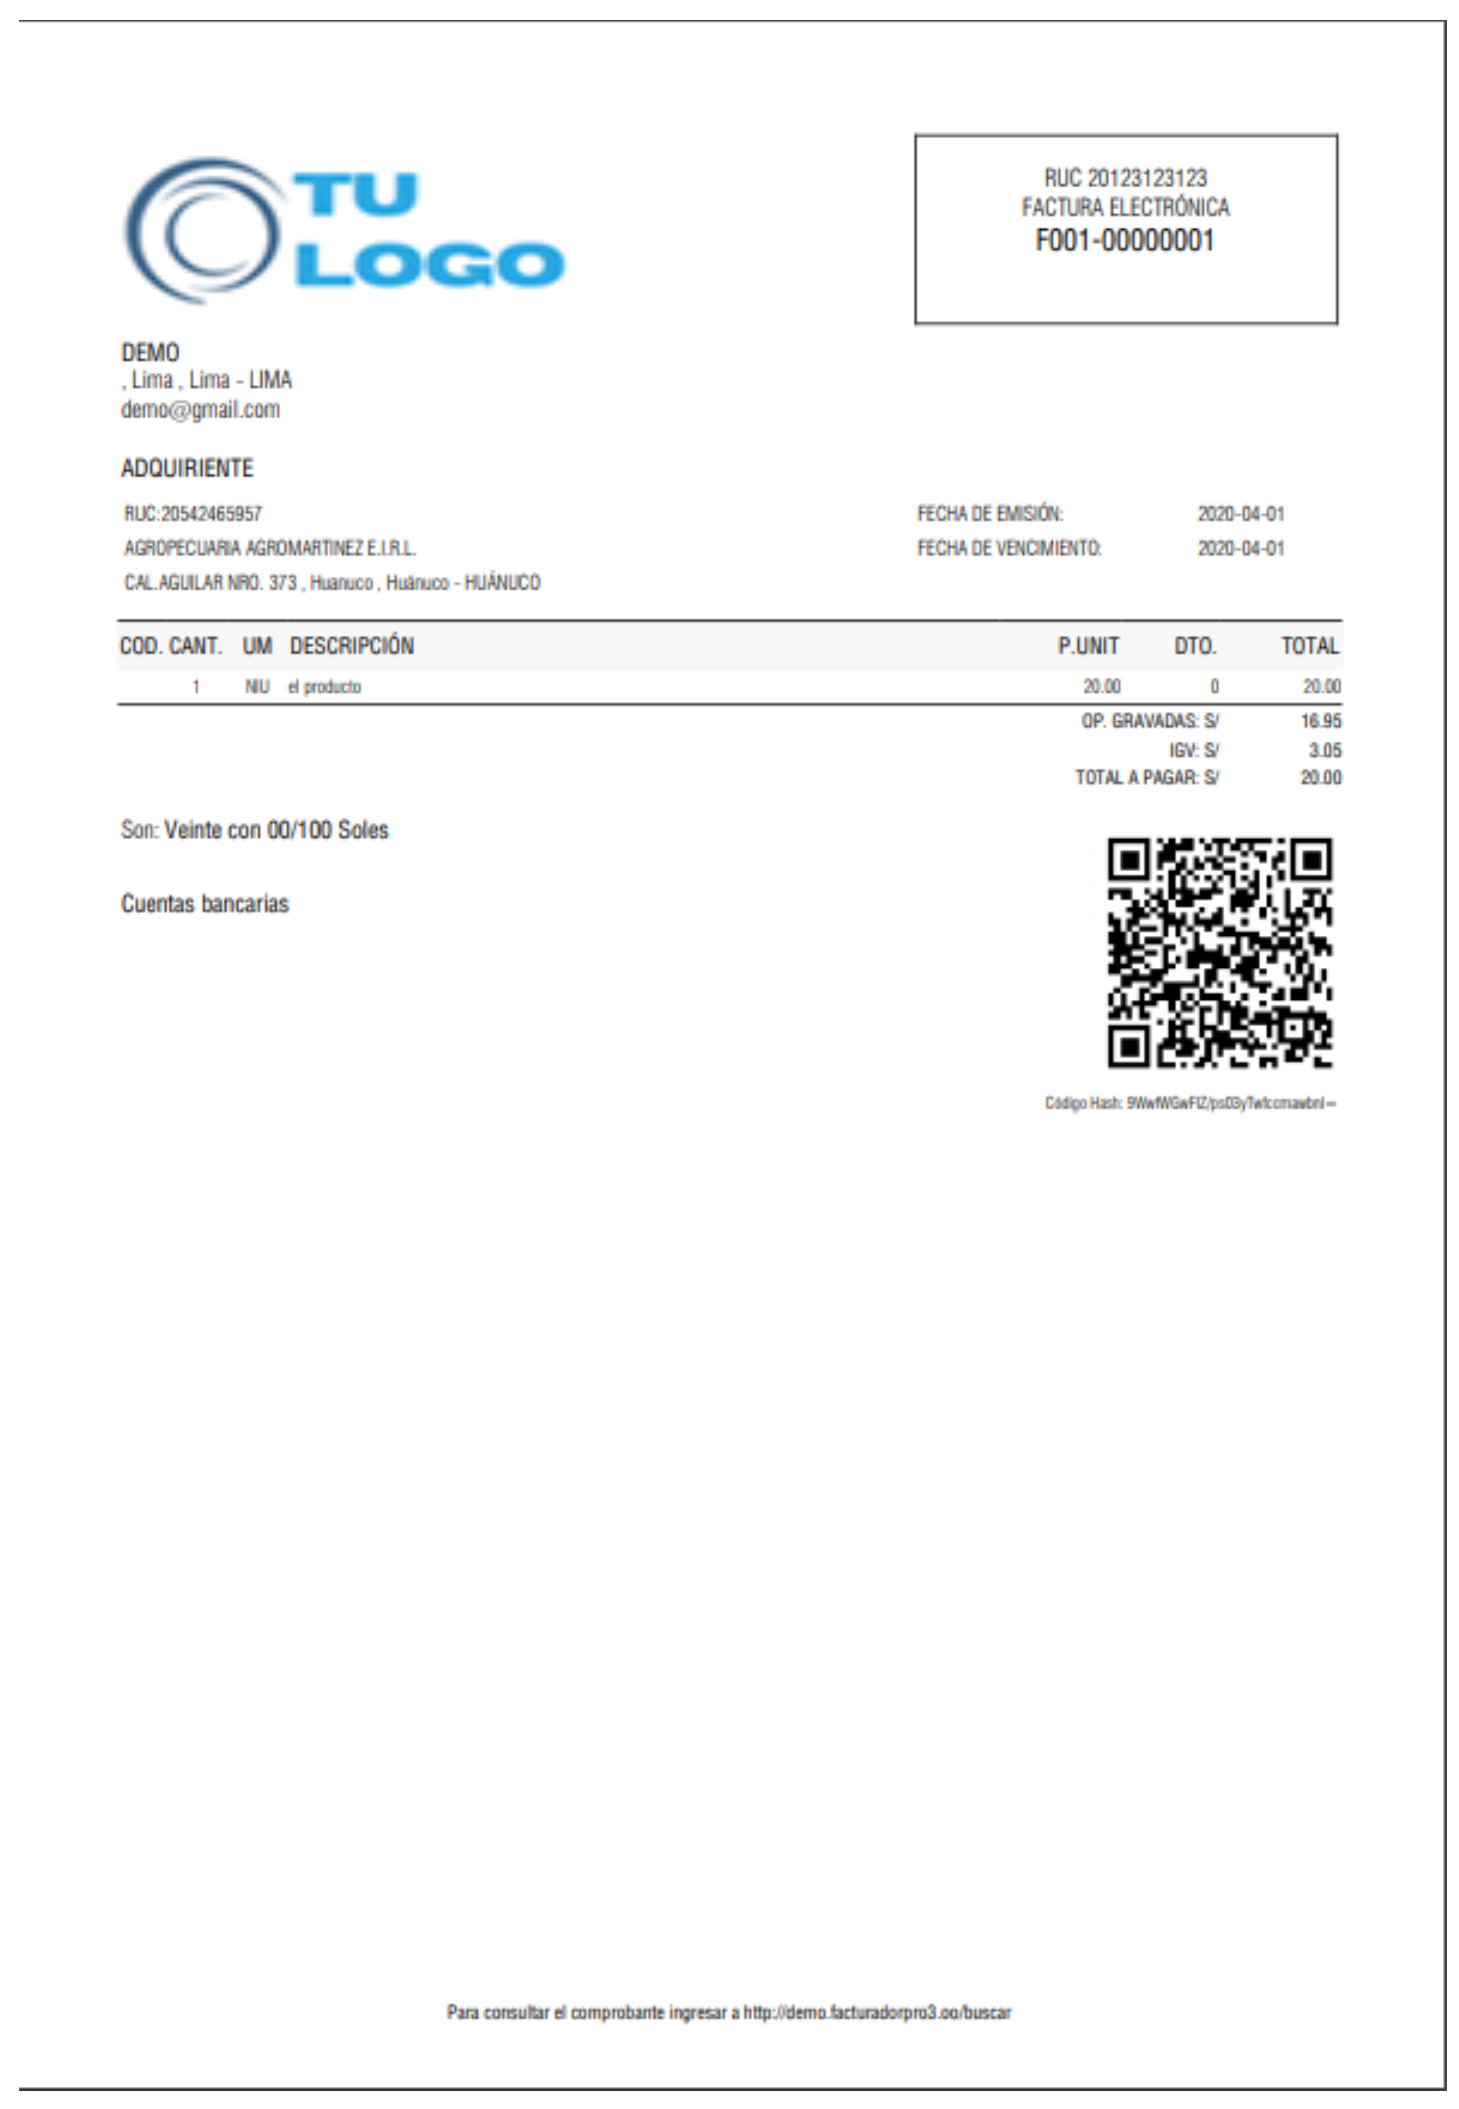 TU
LOGO
RUC 20123123123
FACTURA ELECTRÓNICA
F001-00000001
DEMO
, Lima , Lima - LIMA
demo@gmail.com
ADQUIRIENTE
RUC:20542465957
FECHA DE EMISIÓN: 2020-04-01
AGROPECUARIA AGROMARTINEZ E.I.R.L.
FECHA DE VENCIMIENTO: 2020-04-01
CAL.AGUILAR NRO. 373 , Huanuco , Huánuco - HUÁNUCO
COD. CANT. UM DESCRIPCIÓN P.UNIT DTO. TOTAL
1 NIU el producto 20.00 0 20.00
OP. GRAVADAS: S/ 16.95
IGV: S/ 3.05
TOTAL A PAGAR: S/ 20.00
Son: Veinte con 00/100 Soles
Cuentas bancarias
Código Hash:
Para consultar el comprobante ingresar a http://demo.facturadorpro3.oo/buscar